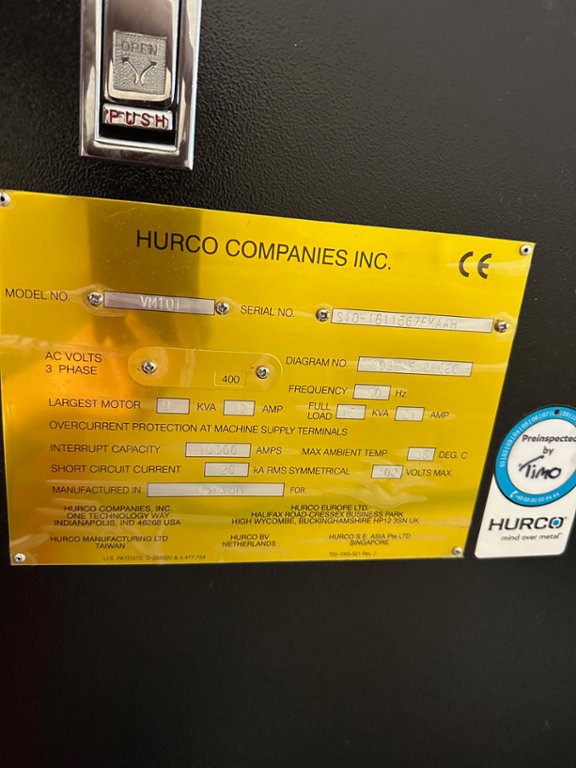 OPEN
PUSH
HURCO COMPANIES INC.
CE
MODEL NO VM10I
SERIAL NO.
AC VOLTS
3 PHASE
400
DIAGRAM NO.
FREQUENCY 50 Hz
LARGEST MOTOR KVA AMP
FULL LOAD KVA AMP
OVERCURRENT PROTECTION AT MACHINE SUPPLY TERMINALS
INTERRUPT CAPACITY AMPS MAX AMBIENT TEMP DEG. C
SHORT CIRCUIT CURRENT 20 kA RMS SYMMETRICAL VOLTS MAX.
MANUFACTURED IN FOR
HURCO COMPANIES, INC.
ONE TECHNOLOGY WAY
INDIANAPOLIS, IND 46268 USA
HURCO EUROPE LTD.
HALIFAX ROAD-CRESSEX BUSINESS PARK
HIGH WYCOMBE, BUCKINGHAMSHIRE HP12 3SN UK
HURCO MANUFACTURING LTD
TAIWAN
HURCO BV
NETHERLANDS
HURCO S.E. ASIA Pte LTD
SINGAPORE
Preinspected
by
TIMO
HURCO
mind over metal